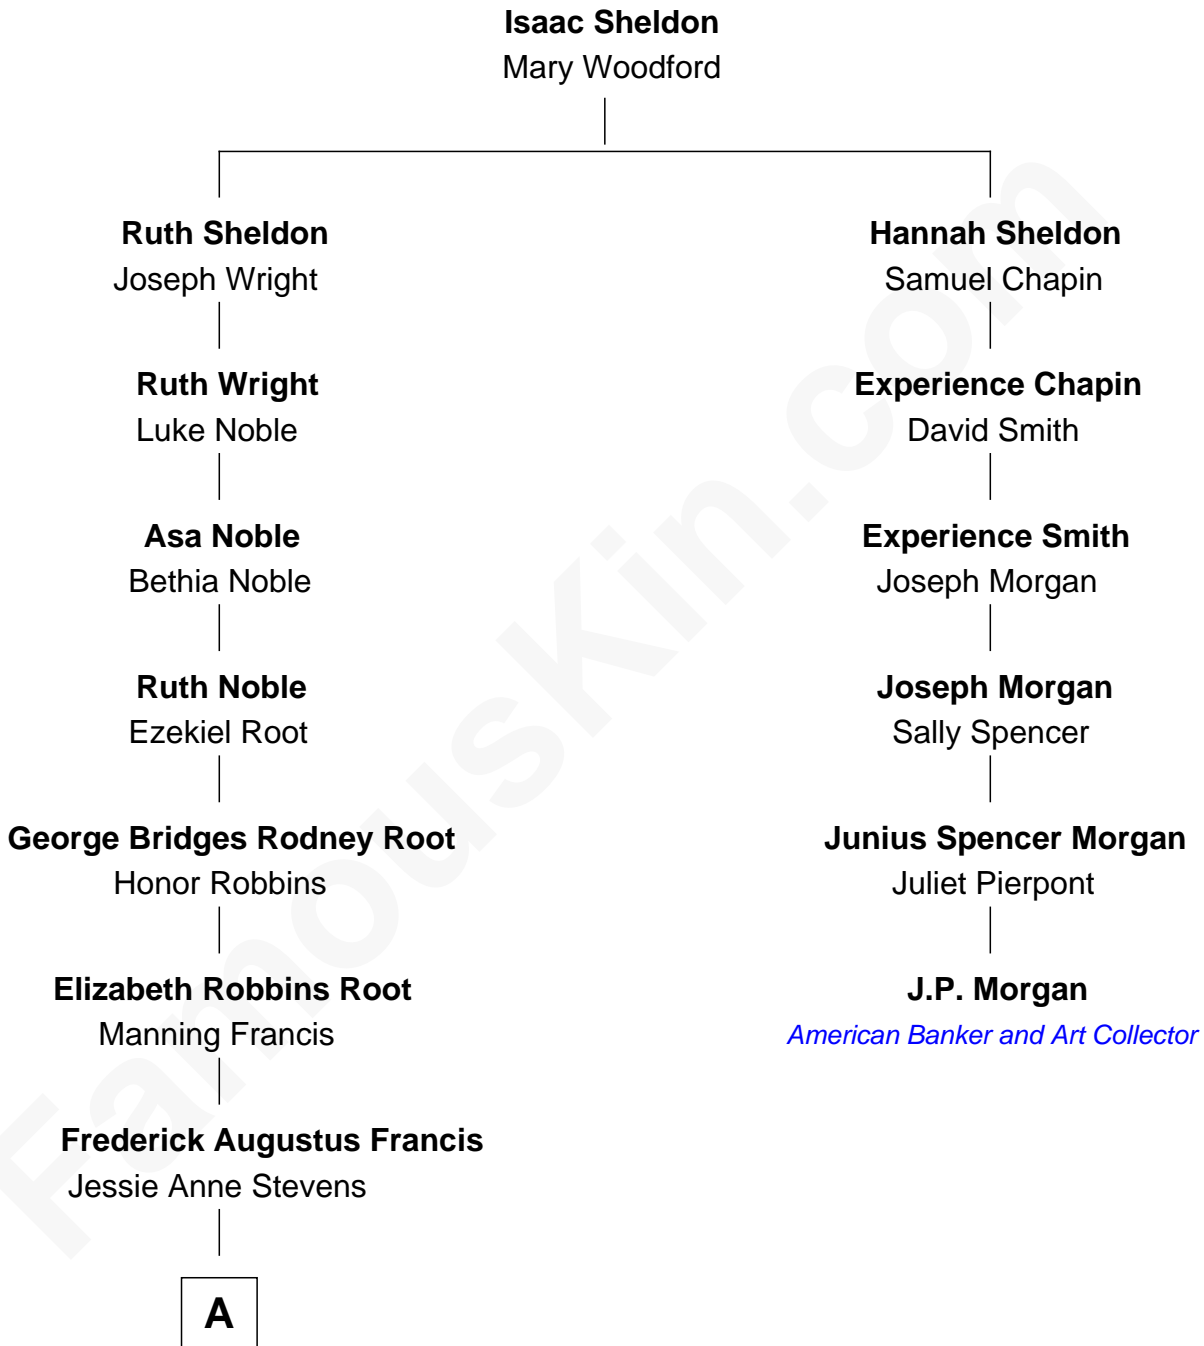 Isaac Sheldon
Mary Woodford
Ruth Sheldon
Joseph Wright
Hannah Sheldon
Samuel Chapin
Ruth Wright
Luke Noble
Experience Chapin
David Smith
Asa Noble
Bethia Noble
Experience Smith
Joseph Morgan
Ruth Noble
Ezekiel Root
Joseph Morgan
Sally Spencer
George Bridges Rodney Root
Honor Robbins
Junius Spencer Morgan
Juliet Pierpont
Elizabeth Robbins Root
Manning Francis
J.P. Morgan
American Banker and Art Collector
Frederick Augustus Francis
Jessie Anne Stevens
A
FamousKin.com